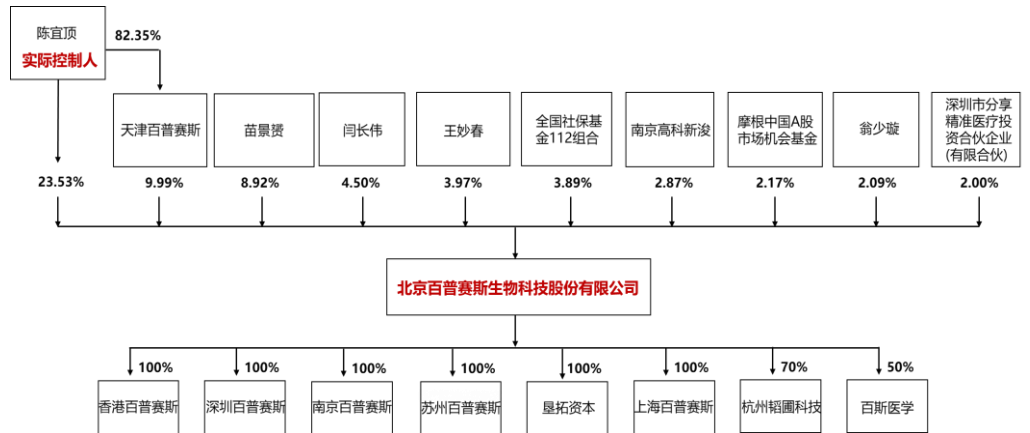 陈宜顶
实际控制人
82.35%
天津百普赛斯
苗景赟
闫长伟
王妙春
全国社保基
金112组合
南京高科新浚
摩根中国A股
市场机会基金
翁少璇
深圳市分享
精准医疗投
资合伙企业
(有限合伙)
23.53%
9.99%
8.92%
4.50%
3.97%
3.89%
2.87%
2.17%
2.09%
2.00%
北京百普赛斯生物科技股份有限公司
100%
100%
100%
100%
100%
100%
70%
50%
香港百普赛斯
深圳百普赛斯
南京百普赛斯
苏州百普赛斯
垦拓资本
上海百普赛斯
杭州韬圃科技
百斯医学